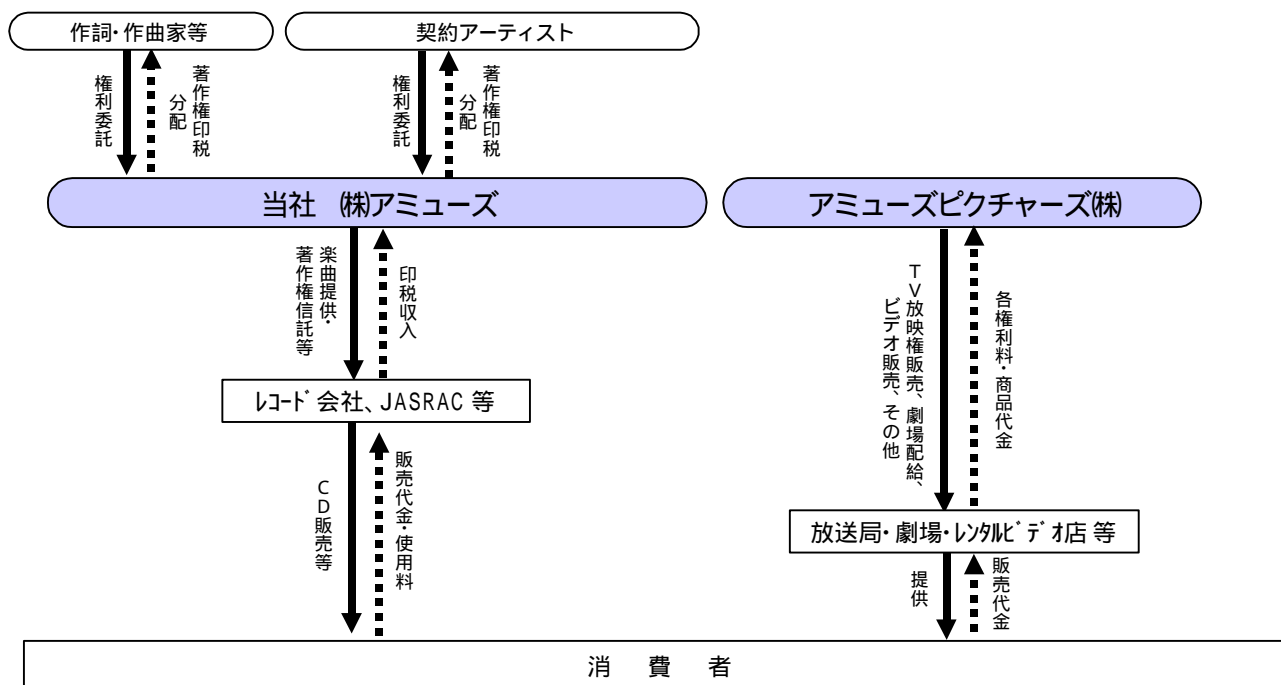 作詞・作曲家等
契約アーティスト
権利委託
著作権印税
分配
権利委託
著作権印税
分配
当社　㈱アミューズ
アミューズピクチャーズ㈱
楽曲提供・
著作権信託等
印税収入
TV放映権販売、劇場配給、
ビデオ販売、その他
各権利料・商品代金
ﾚｺｰﾄﾞ会社、JASRAC 等
CD販売等
販売代金・使用料
放送局・劇場・ﾚﾝﾀﾙﾋﾞﾃﾞｵ店 等
提供
販売代金
消　費　者